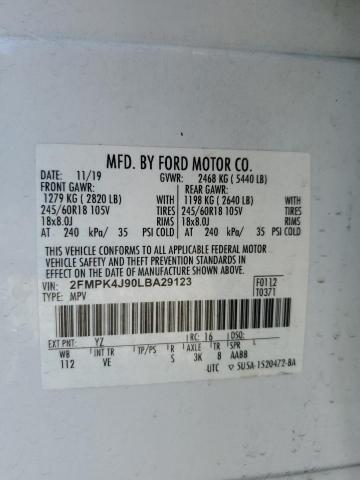 MFD. BY FORD MOTOR CO.
DATE: 11/19 GVWR: 2468 KG ( 5440 LB)
FRONT GAWR: REAR GAWR:
1279 KG ( 2820 LB) WITH 1198 KG ( 2640 LB) WITH
245/60R18 105V TIRES 245/60R18 105V TIRES
18x8.0J RIMS 18x8.0J RIMS
AT 240 kPa/ 35 PSI COLD AT 240 kPa/ 35 PSI COLD
THIS VEHICLE CONFORMS TO ALL APPLICABLE FEDERAL MOTOR
VEHICLE SAFETY AND THEFT PREVENTION STANDARDS IN
EFFECT ON THE DATE OF MANUFACTURE SHOWN ABOVE.
VIN: 2FMPK4J90LBA29123 F0112
TYPE: MPV T0371
EXT PNT: YZ RC: 16 DSO:
WB INT TR TP/PS R AXLE TR SPR
112 VE S 3K 8 AABB
UTC 5U5A-1520472-BA